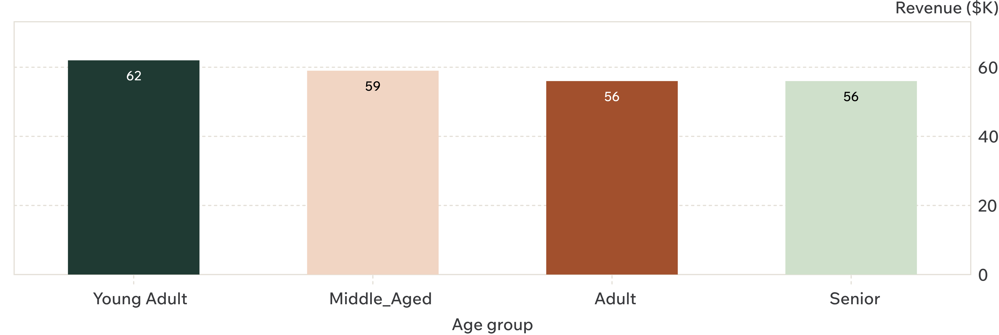 Revenue ($K)
62
59
56
56
60
40
20
0
Young Adult
Middle_Aged
Adult
Senior
Age group